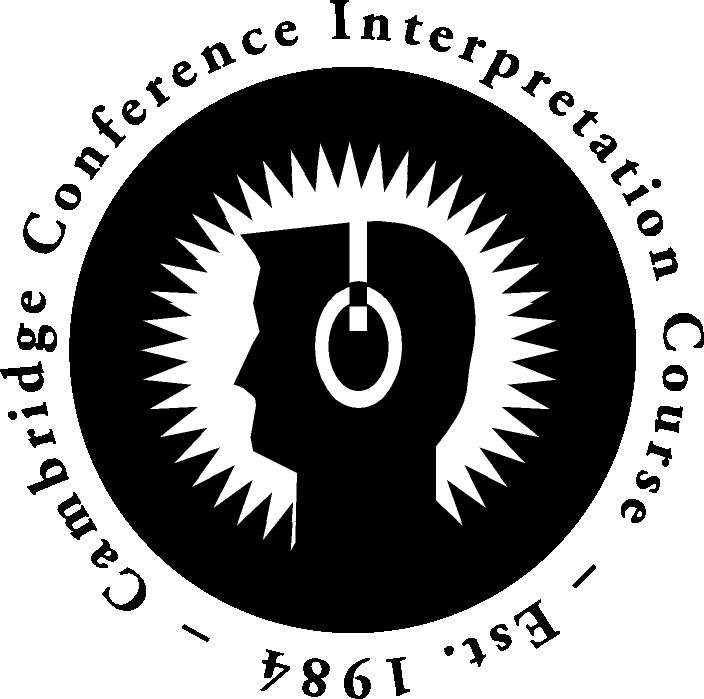 Cambridge Conference Interpretation Course – Est. 1984 –